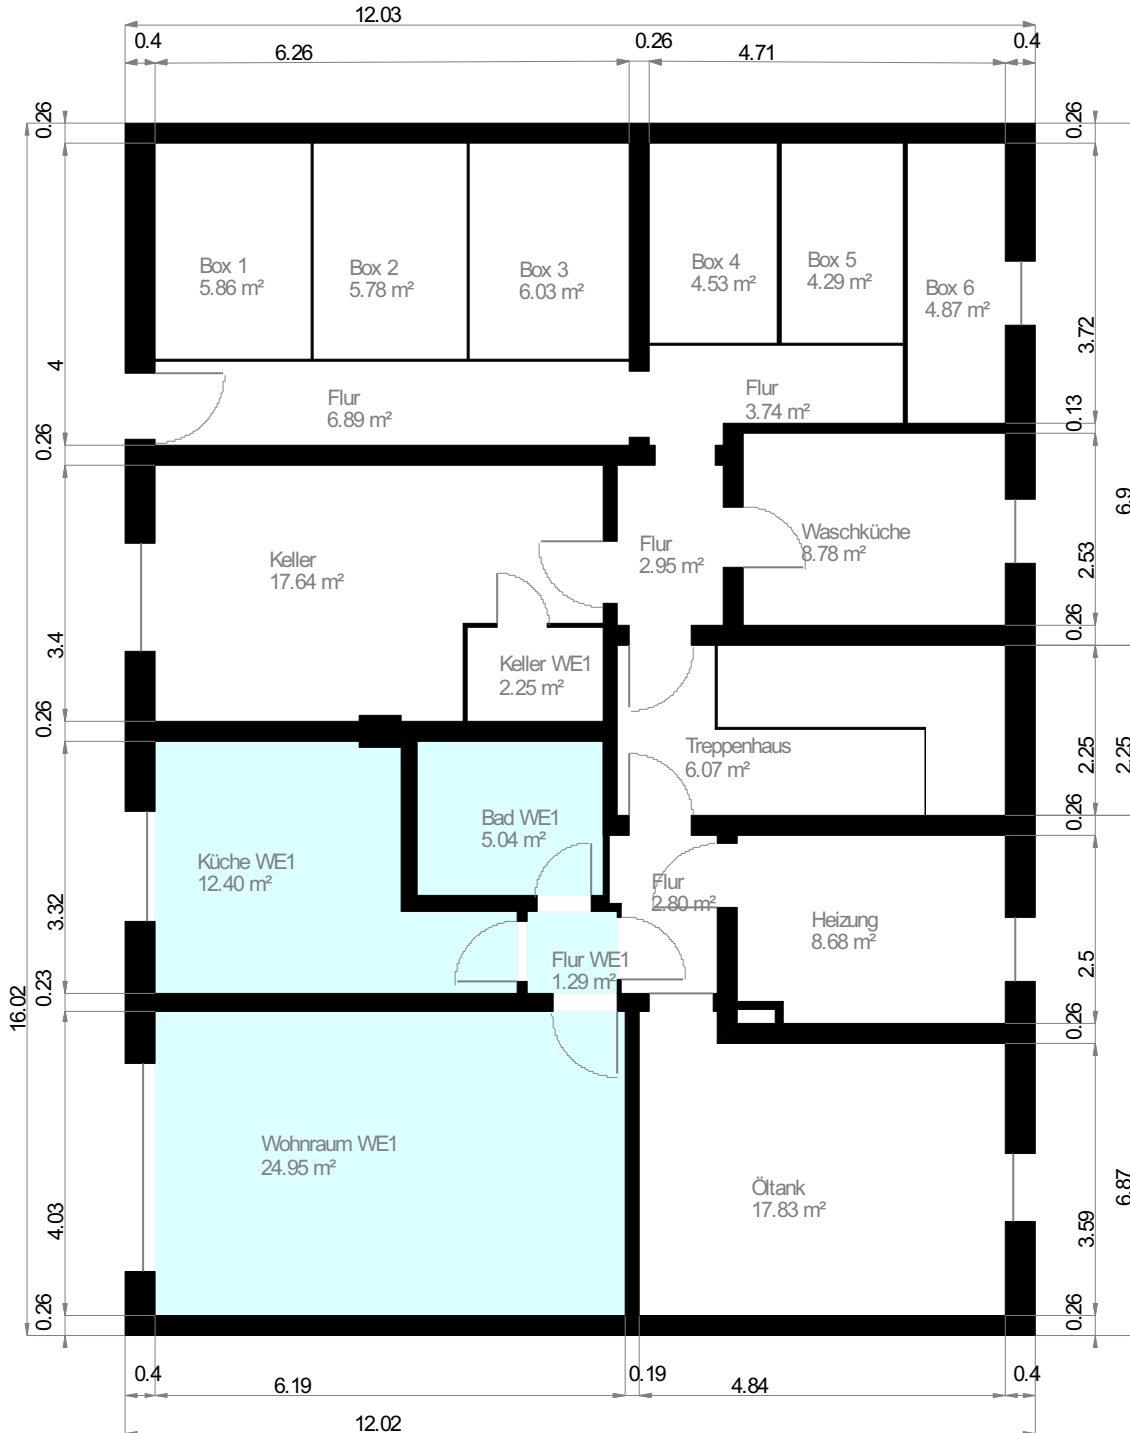 12.03
0.4
6.26
0.26
4.71
0.4
0.26
4
0.26
3.4
0.26
3.32
0.23
4.03
0.26
16.02
Box 1
5.86 m²
Box 2
5.78 m²
Box 3
6.03 m²
Box 4
4.53 m²
Box 5
4.29 m²
Box 6
4.87 m²
Flur
6.89 m²
Flur
3.74 m²
Keller
17.64 m²
Flur
2.95 m²
Waschküche
8.78 m²
Keller WE1
2.25 m²
Treppenhaus
6.07 m²
Bad WE1
5.04 m²
Küche WE1
12.40 m²
Flur
2.80 m²
Heizung
8.68 m²
Flur WE1
1.29 m²
Wohnraum WE1
24.95 m²
Öltank
17.83 m²
0.26
3.72
0.13
2.53
0.26
2.25
0.26
2.5
0.26
3.59
0.26
6.9
2.25
6.87
0.4
6.19
0.19
4.84
0.4
12.02